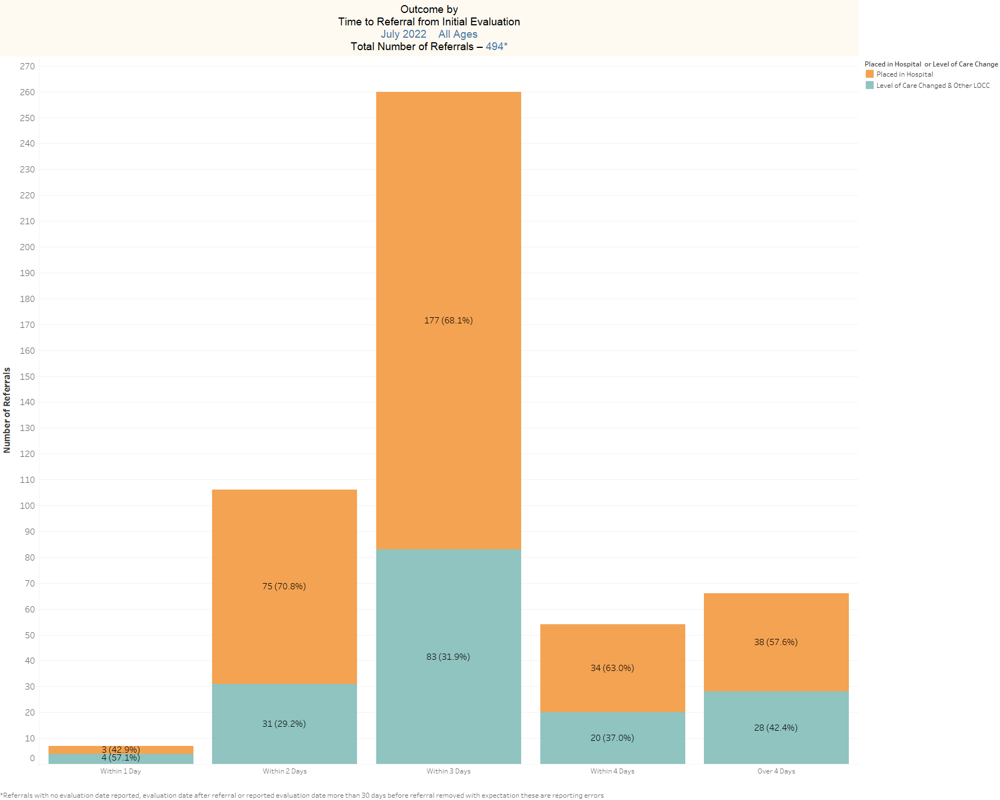 Outcome by
Time to Referral from Initial Evaluation
July 2022 All Ages
Total Number of Referrals – 494*
Placed in Hospital or Level of Care Change
Placed in Hospital
Level of Care Changed & Other LOCC
Number of Referrals
270
260
250
240
230
220
210
200
190
180
170
160
150
140
130
120
110
100
90
80
70
60
50
40
30
20
10
0
3 (42.9%)
4 (57.1%)
75 (70.8%)
31 (29.2%)
177 (68.1%)
83 (31.9%)
34 (63.0%)
20 (37.0%)
38 (57.6%)
28 (42.4%)
Within 1 Day
Within 2 Days
Within 3 Days
Within 4 Days
Over 4 Days
*Referrals with no evaluation date reported, evaluation date after referral or reported evaluation date more than 30 days before referral removed with expectation these are reporting errors